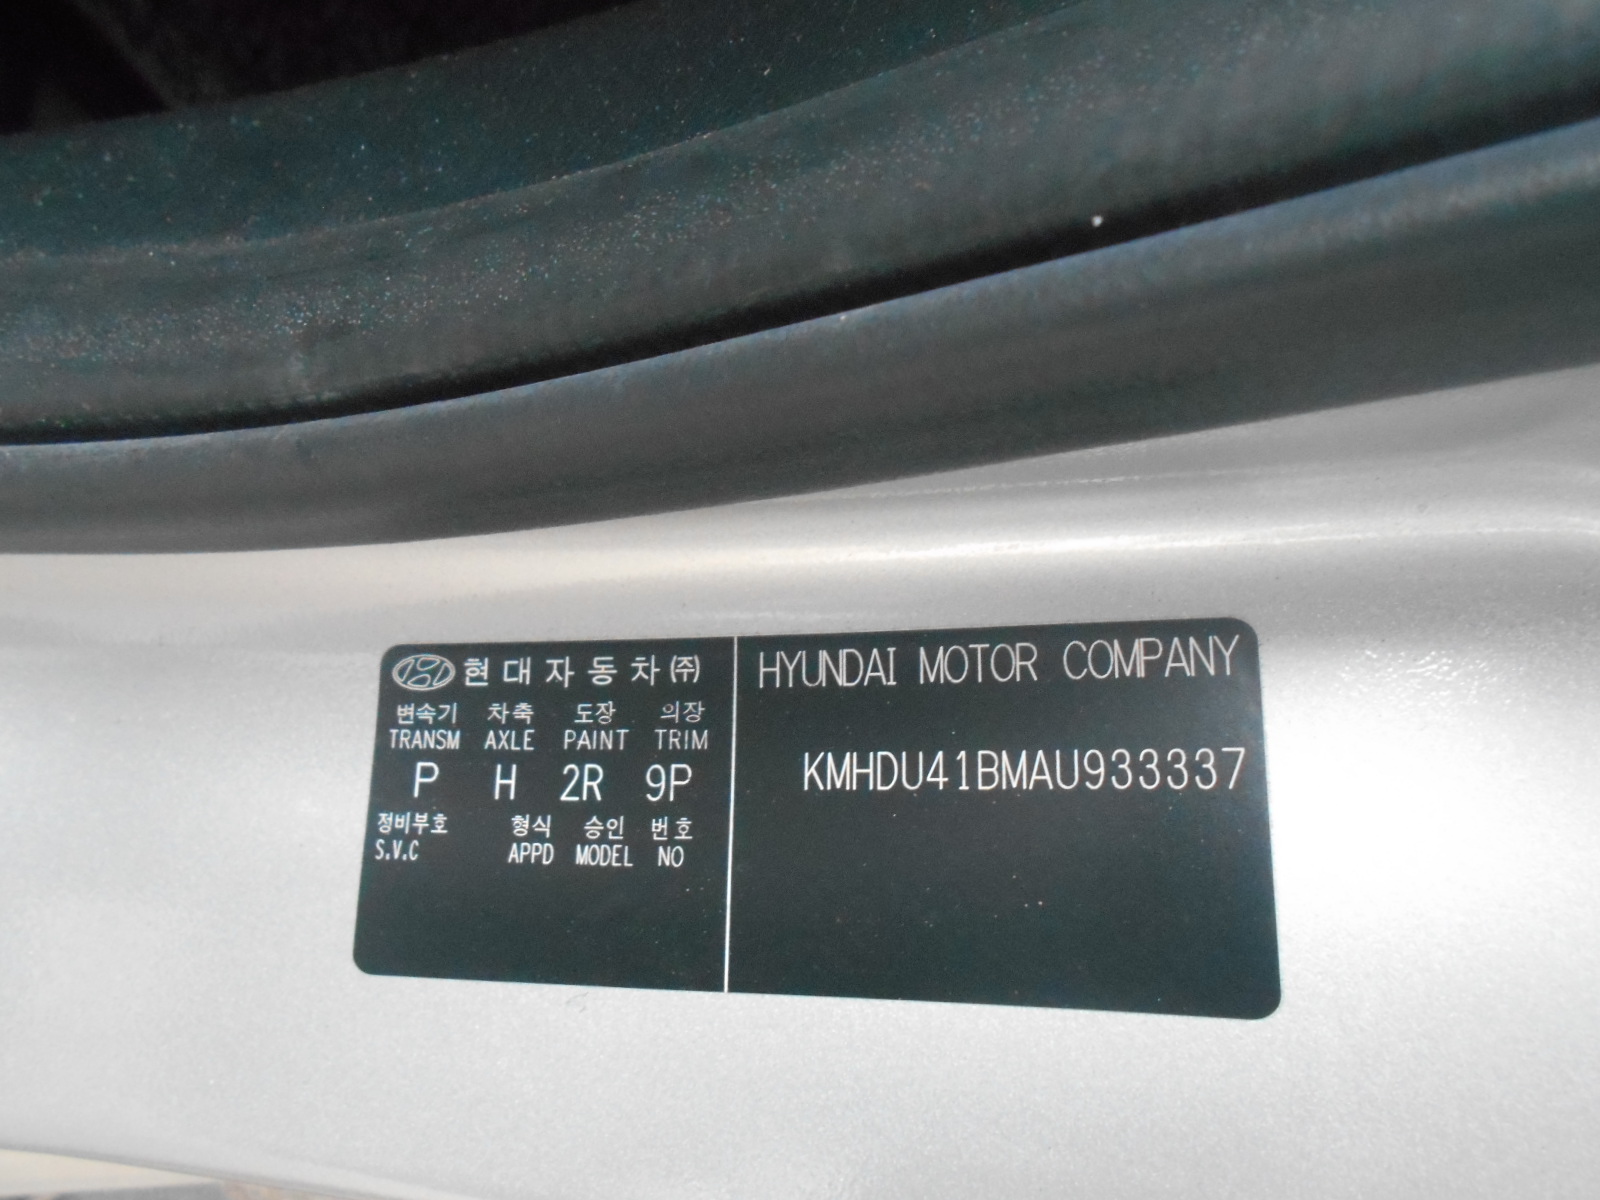 현대자동차(주)
변속기 차축 도장 의장
TRANSM AXLE PAINT TRIM
P H 2R 9P
정비부호 형식 승인 번호
S.V.C APPD MODEL NO
HYUNDAI MOTOR COMPANY
KMHDU41BMAU933337